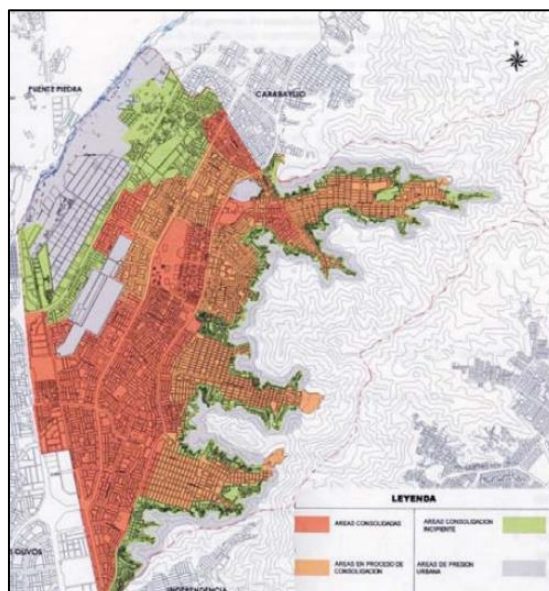 N
PUENTE PIEDRA
CARABAYLLO
LEYENDA
AREAS CONSOLIDADAS
AREAS CONSOLIDACION
INCIPIENTE
AREAS EN PROCESO DE
CONSOLIDACION
AREAS DE PRESION
URBANA
OLIVOS
INDEPENDENCIA